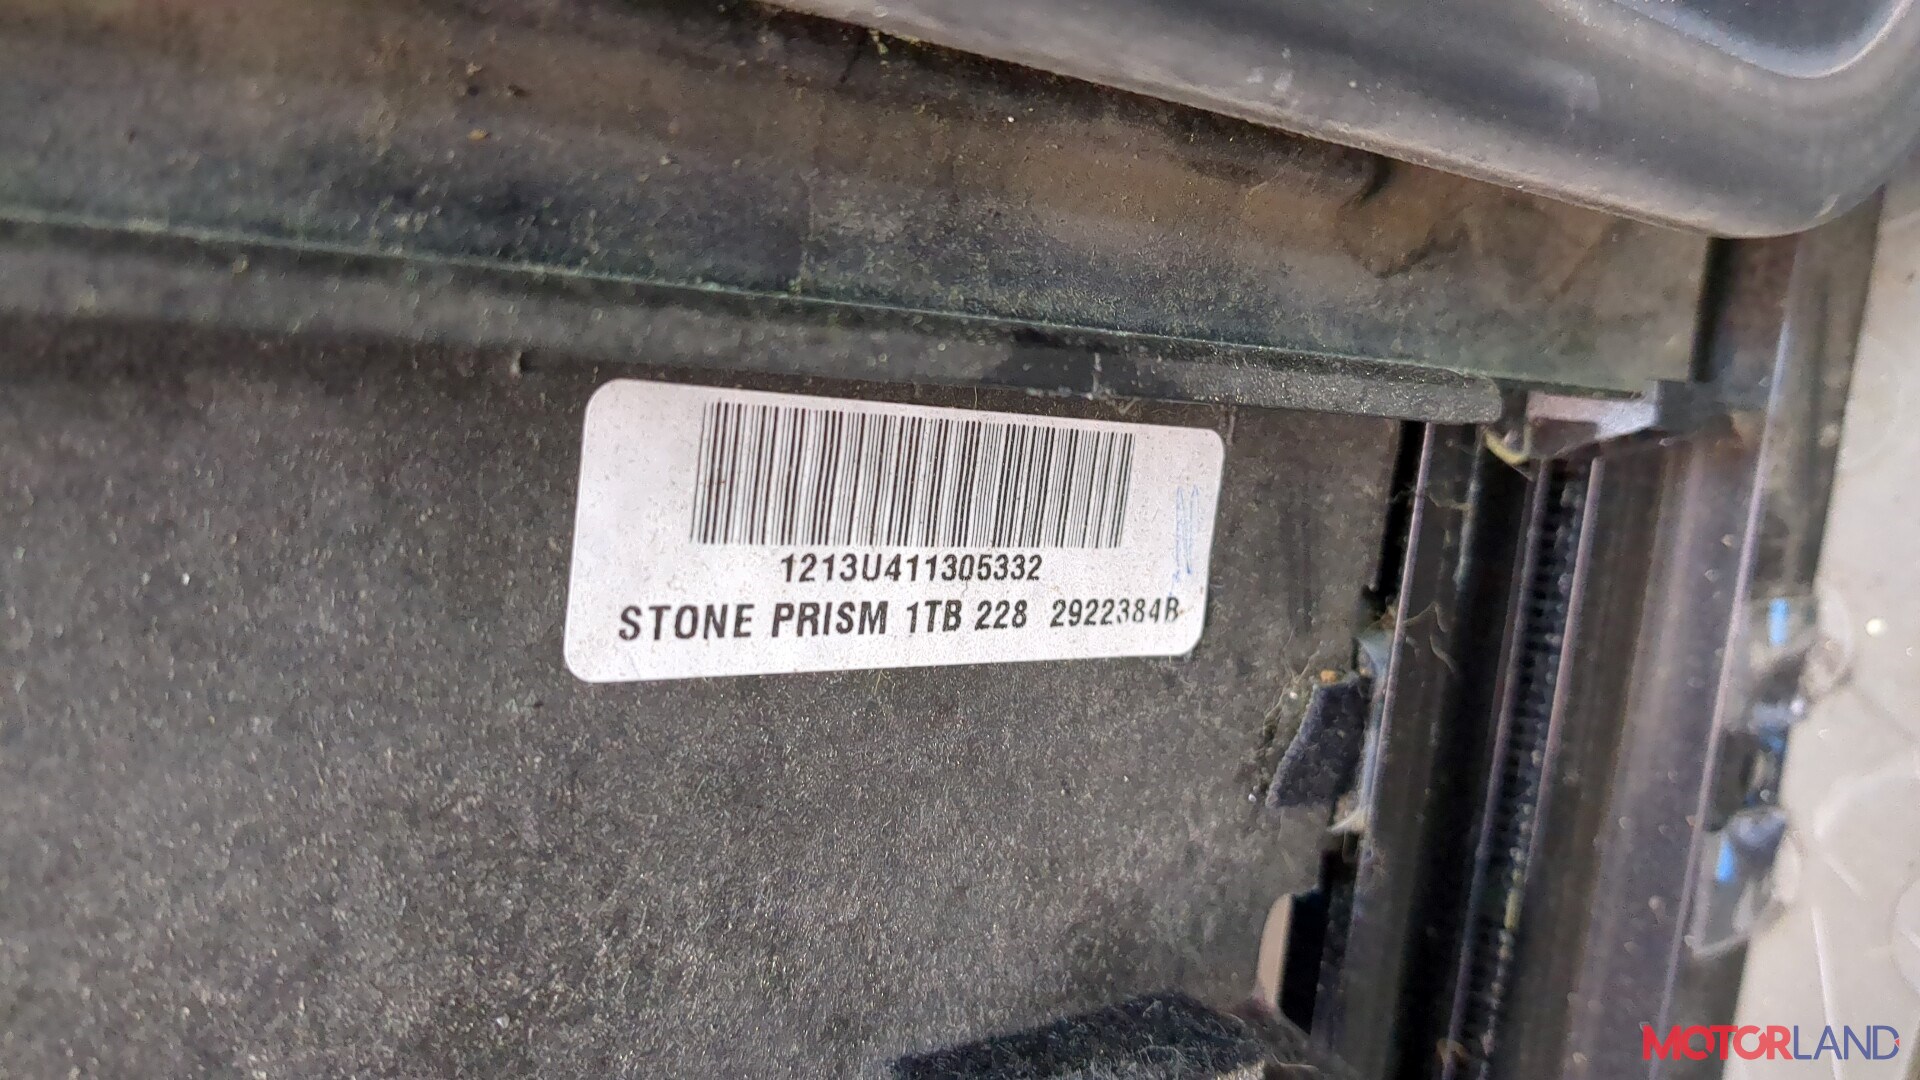 1213U411305332
STONE PRISM 1TB 228 2922384B
MOTORLAND